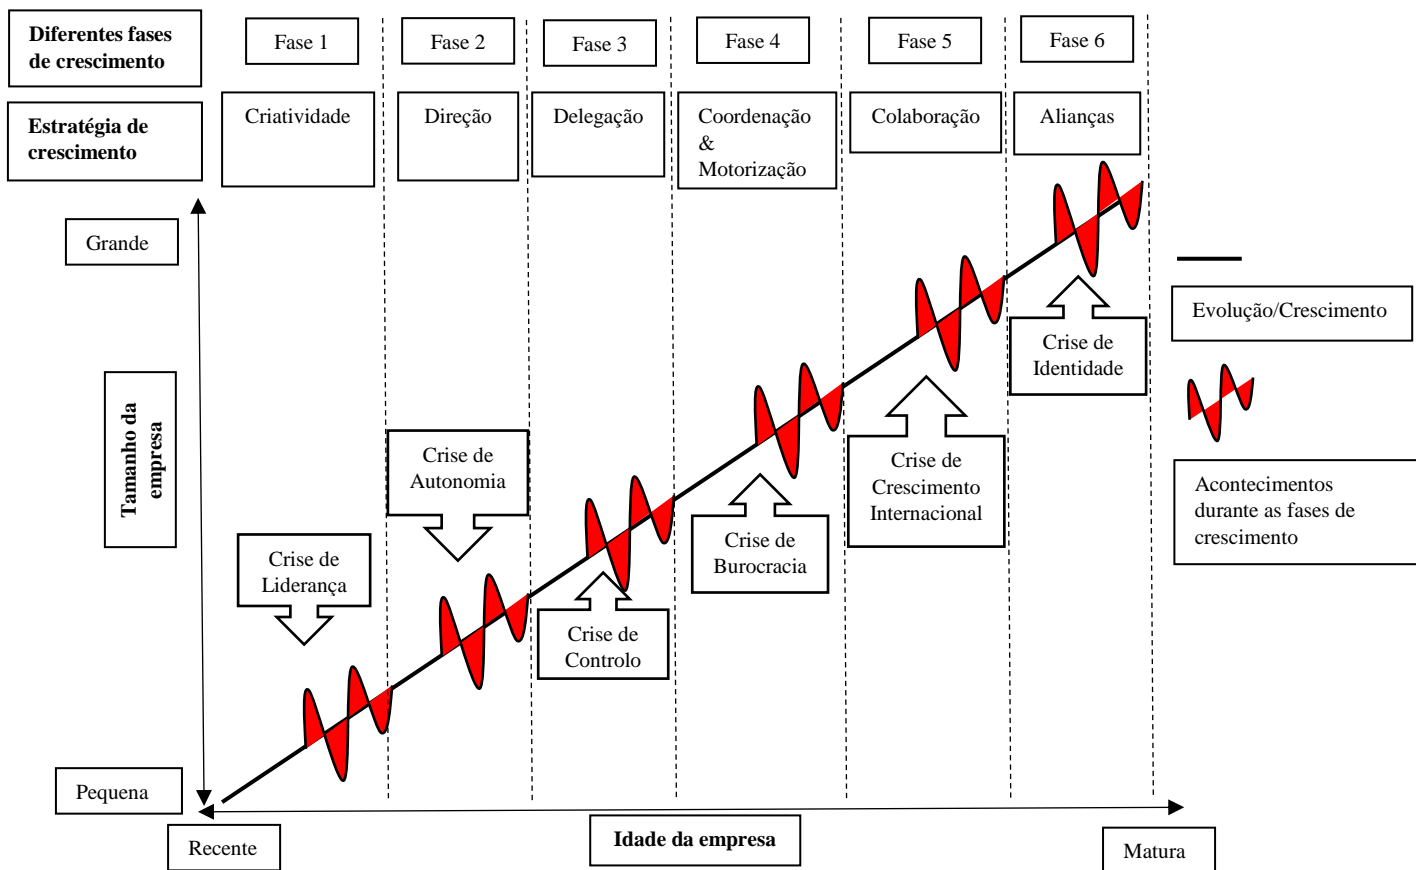 Diferentes fases
de crescimento
Fase 1
Fase 2
Fase 3
Fase 4
Fase 5
Fase 6
Estratégia de
crescimento
Criatividade
Direção
Delegação
Coordenação
&
Motorização
Colaboração
Alianças
Grande
Tamanho da
empresa
Pequena
Crise de
Liderança
Crise de
Autonomia
Crise de
Controlo
Crise de
Burocracia
Crise de
Crescimento
Internacional
Crise de
Identidade
Evolução/Crescimento
Acontecimentos
durante as fases de
crescimento
Recente
Idade da empresa
Matura